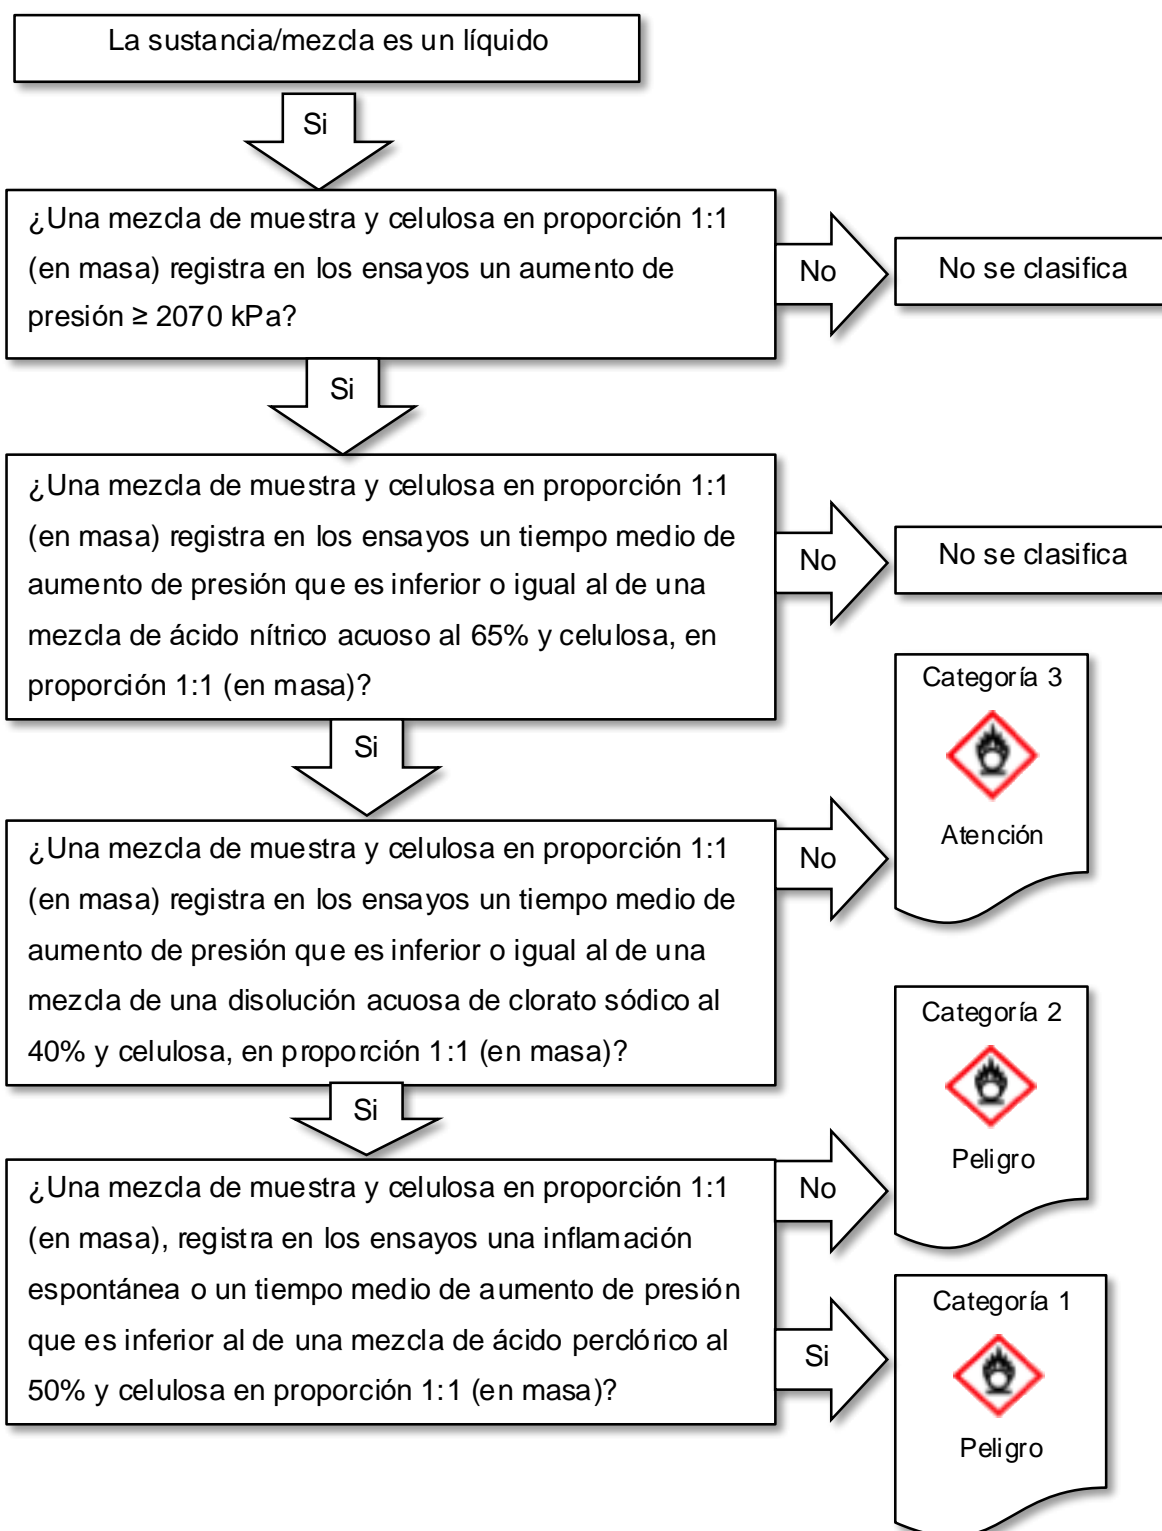 La sustancia/mezcla es un líquido
Si
¿Una mezcla de muestra y celulosa en proporción 1:1
(en masa) registra en los ensayos un aumento de
presión ≥ 2070 kPa?
No
No se clasifica
Si
¿Una mezcla de muestra y celulosa en proporción 1:1
(en masa) registra en los ensayos un tiempo medio de
aumento de presión que es inferior o igual al de una
mezcla de ácido nítrico acuoso al 65% y celulosa, en
proporción 1:1 (en masa)?
No
No se clasifica
Si
¿Una mezcla de muestra y celulosa en proporción 1:1
(en masa) registra en los ensayos un tiempo medio de
aumento de presión que es inferior o igual al de una
mezcla de una disolución acuosa de clorato sódico al
40% y celulosa, en proporción 1:1 (en masa)?
No
Categoría 3
Atención
Si
¿Una mezcla de muestra y celulosa en proporción 1:1
(en masa), registra en los ensayos una inflamación
espontánea o un tiempo medio de aumento de presión
que es inferior al de una mezcla de ácido perclórico al
50% y celulosa en proporción 1:1 (en masa)?
No
Categoría 2
Peligro
Si
Categoría 1
Peligro